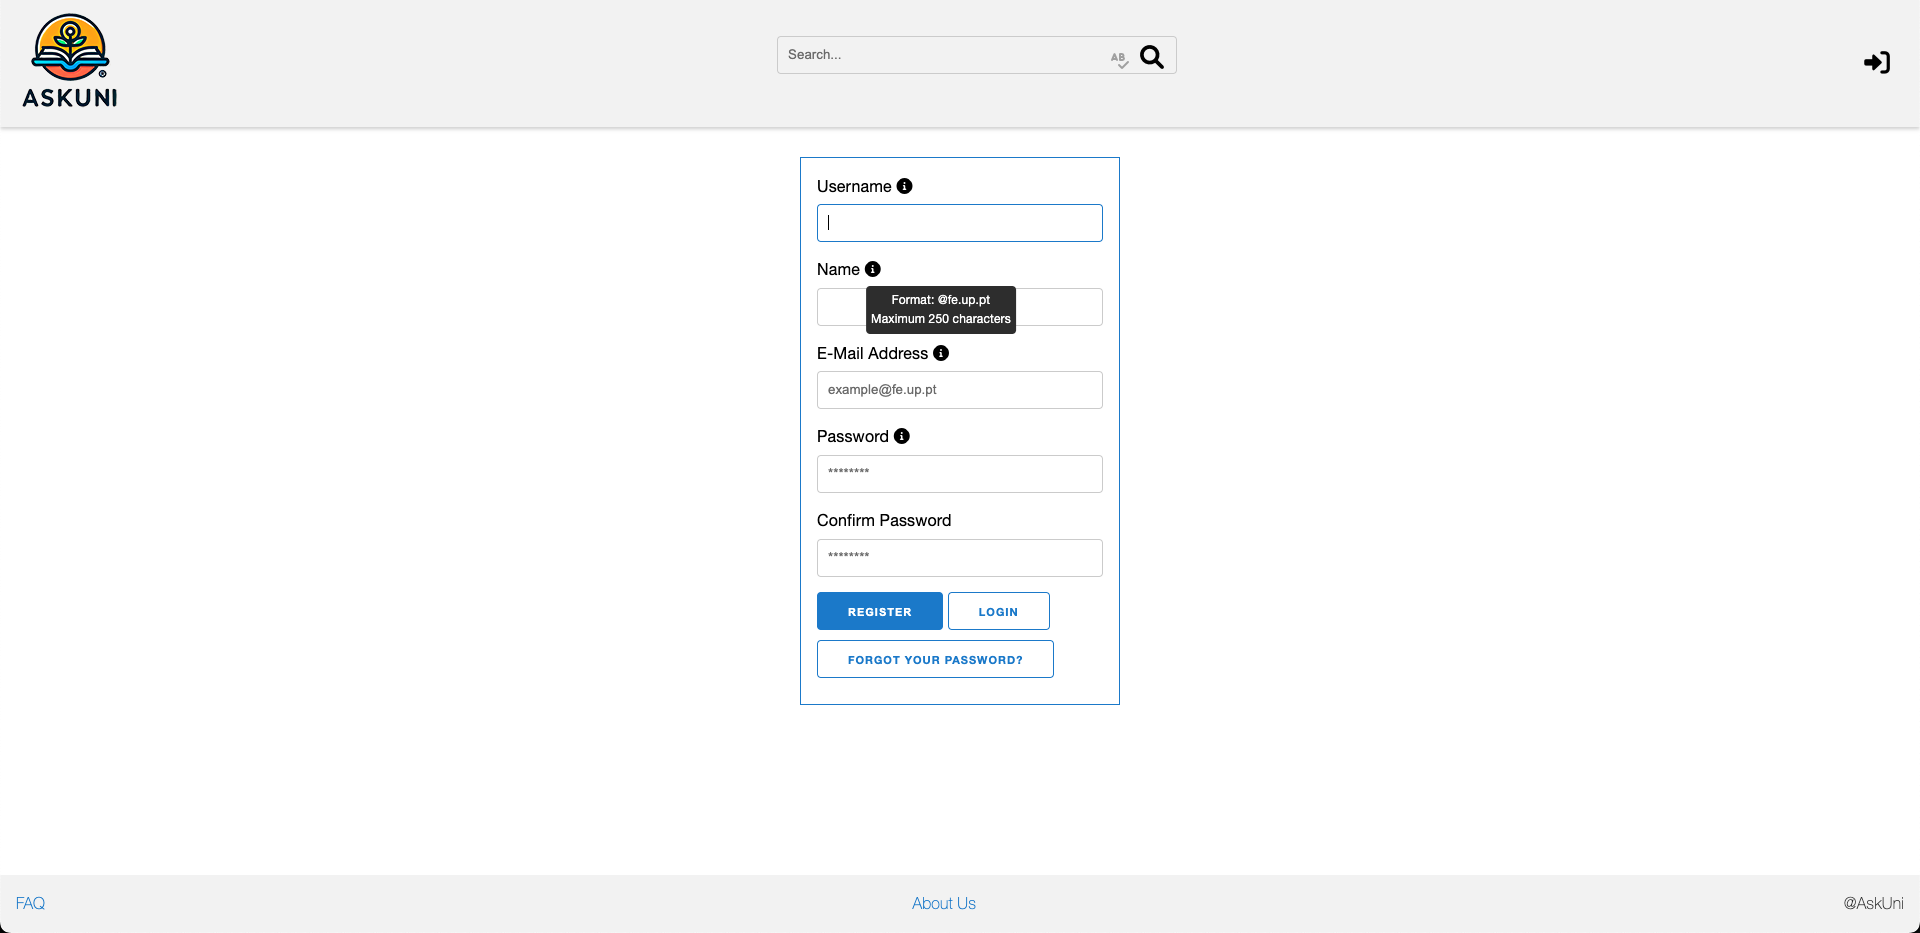 ASKUNI
Search...
AB
Username
Name
Format: @fe.up.pt
Maximum 250 characters
E-Mail Address
example@fe.up.pt
Password
********
Confirm Password
********
REGISTER LOGIN
FORGOT YOUR PASSWORD?
FAQ About Us @AskUni